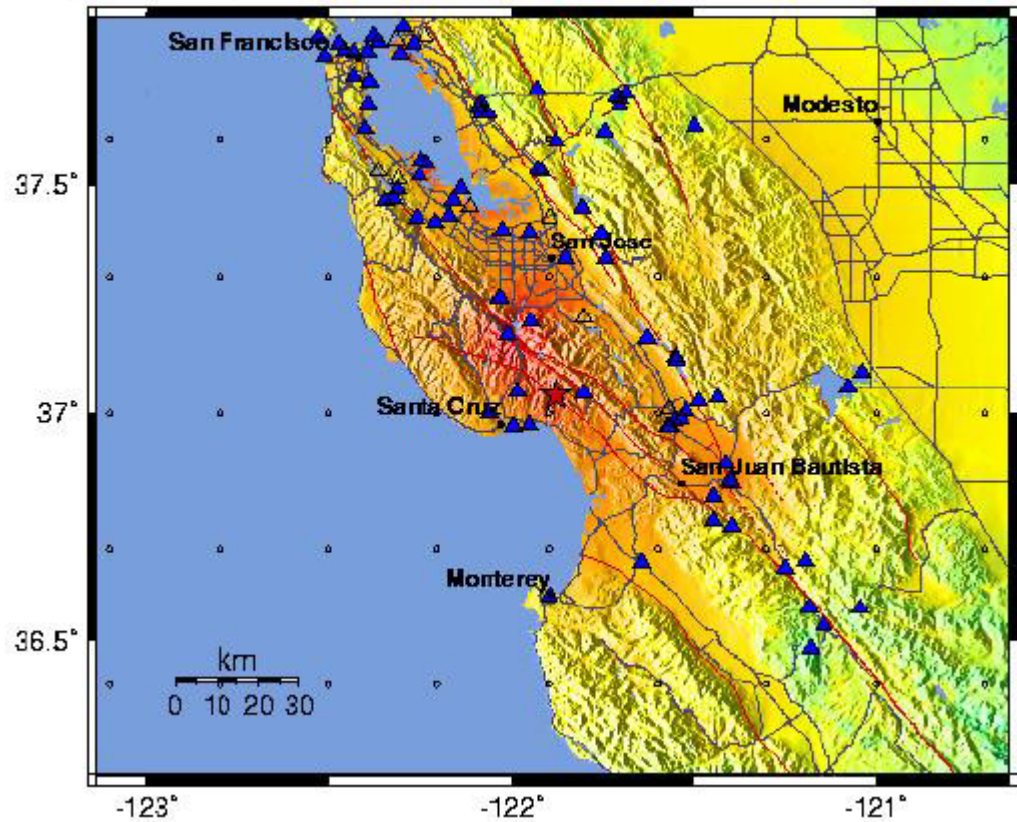 San Francisco
Modesto
37.5°
San Jose
37°
Santa Cruz
San Juan Bautista
Monterey
36.5°
km
0 10 20 30
-123° -122° -121°